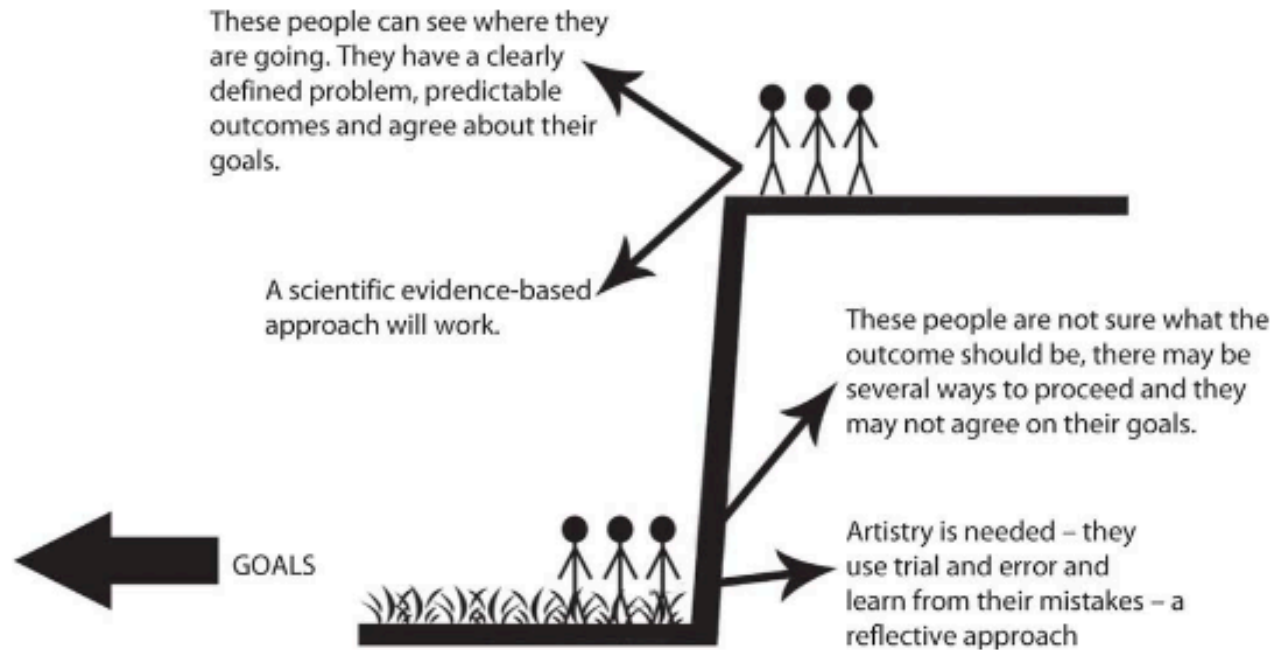 These people can see where they
are going. They have a clearly
defined problem, predictable
outcomes and agree about their
goals.
A scientific evidence-based
approach will work.
These people are not sure what the
outcome should be, there may be
several ways to proceed and they
may not agree on their goals.
GOALS
Artistry is needed – they
use trial and error and
learn from their mistakes – a
reflective approach